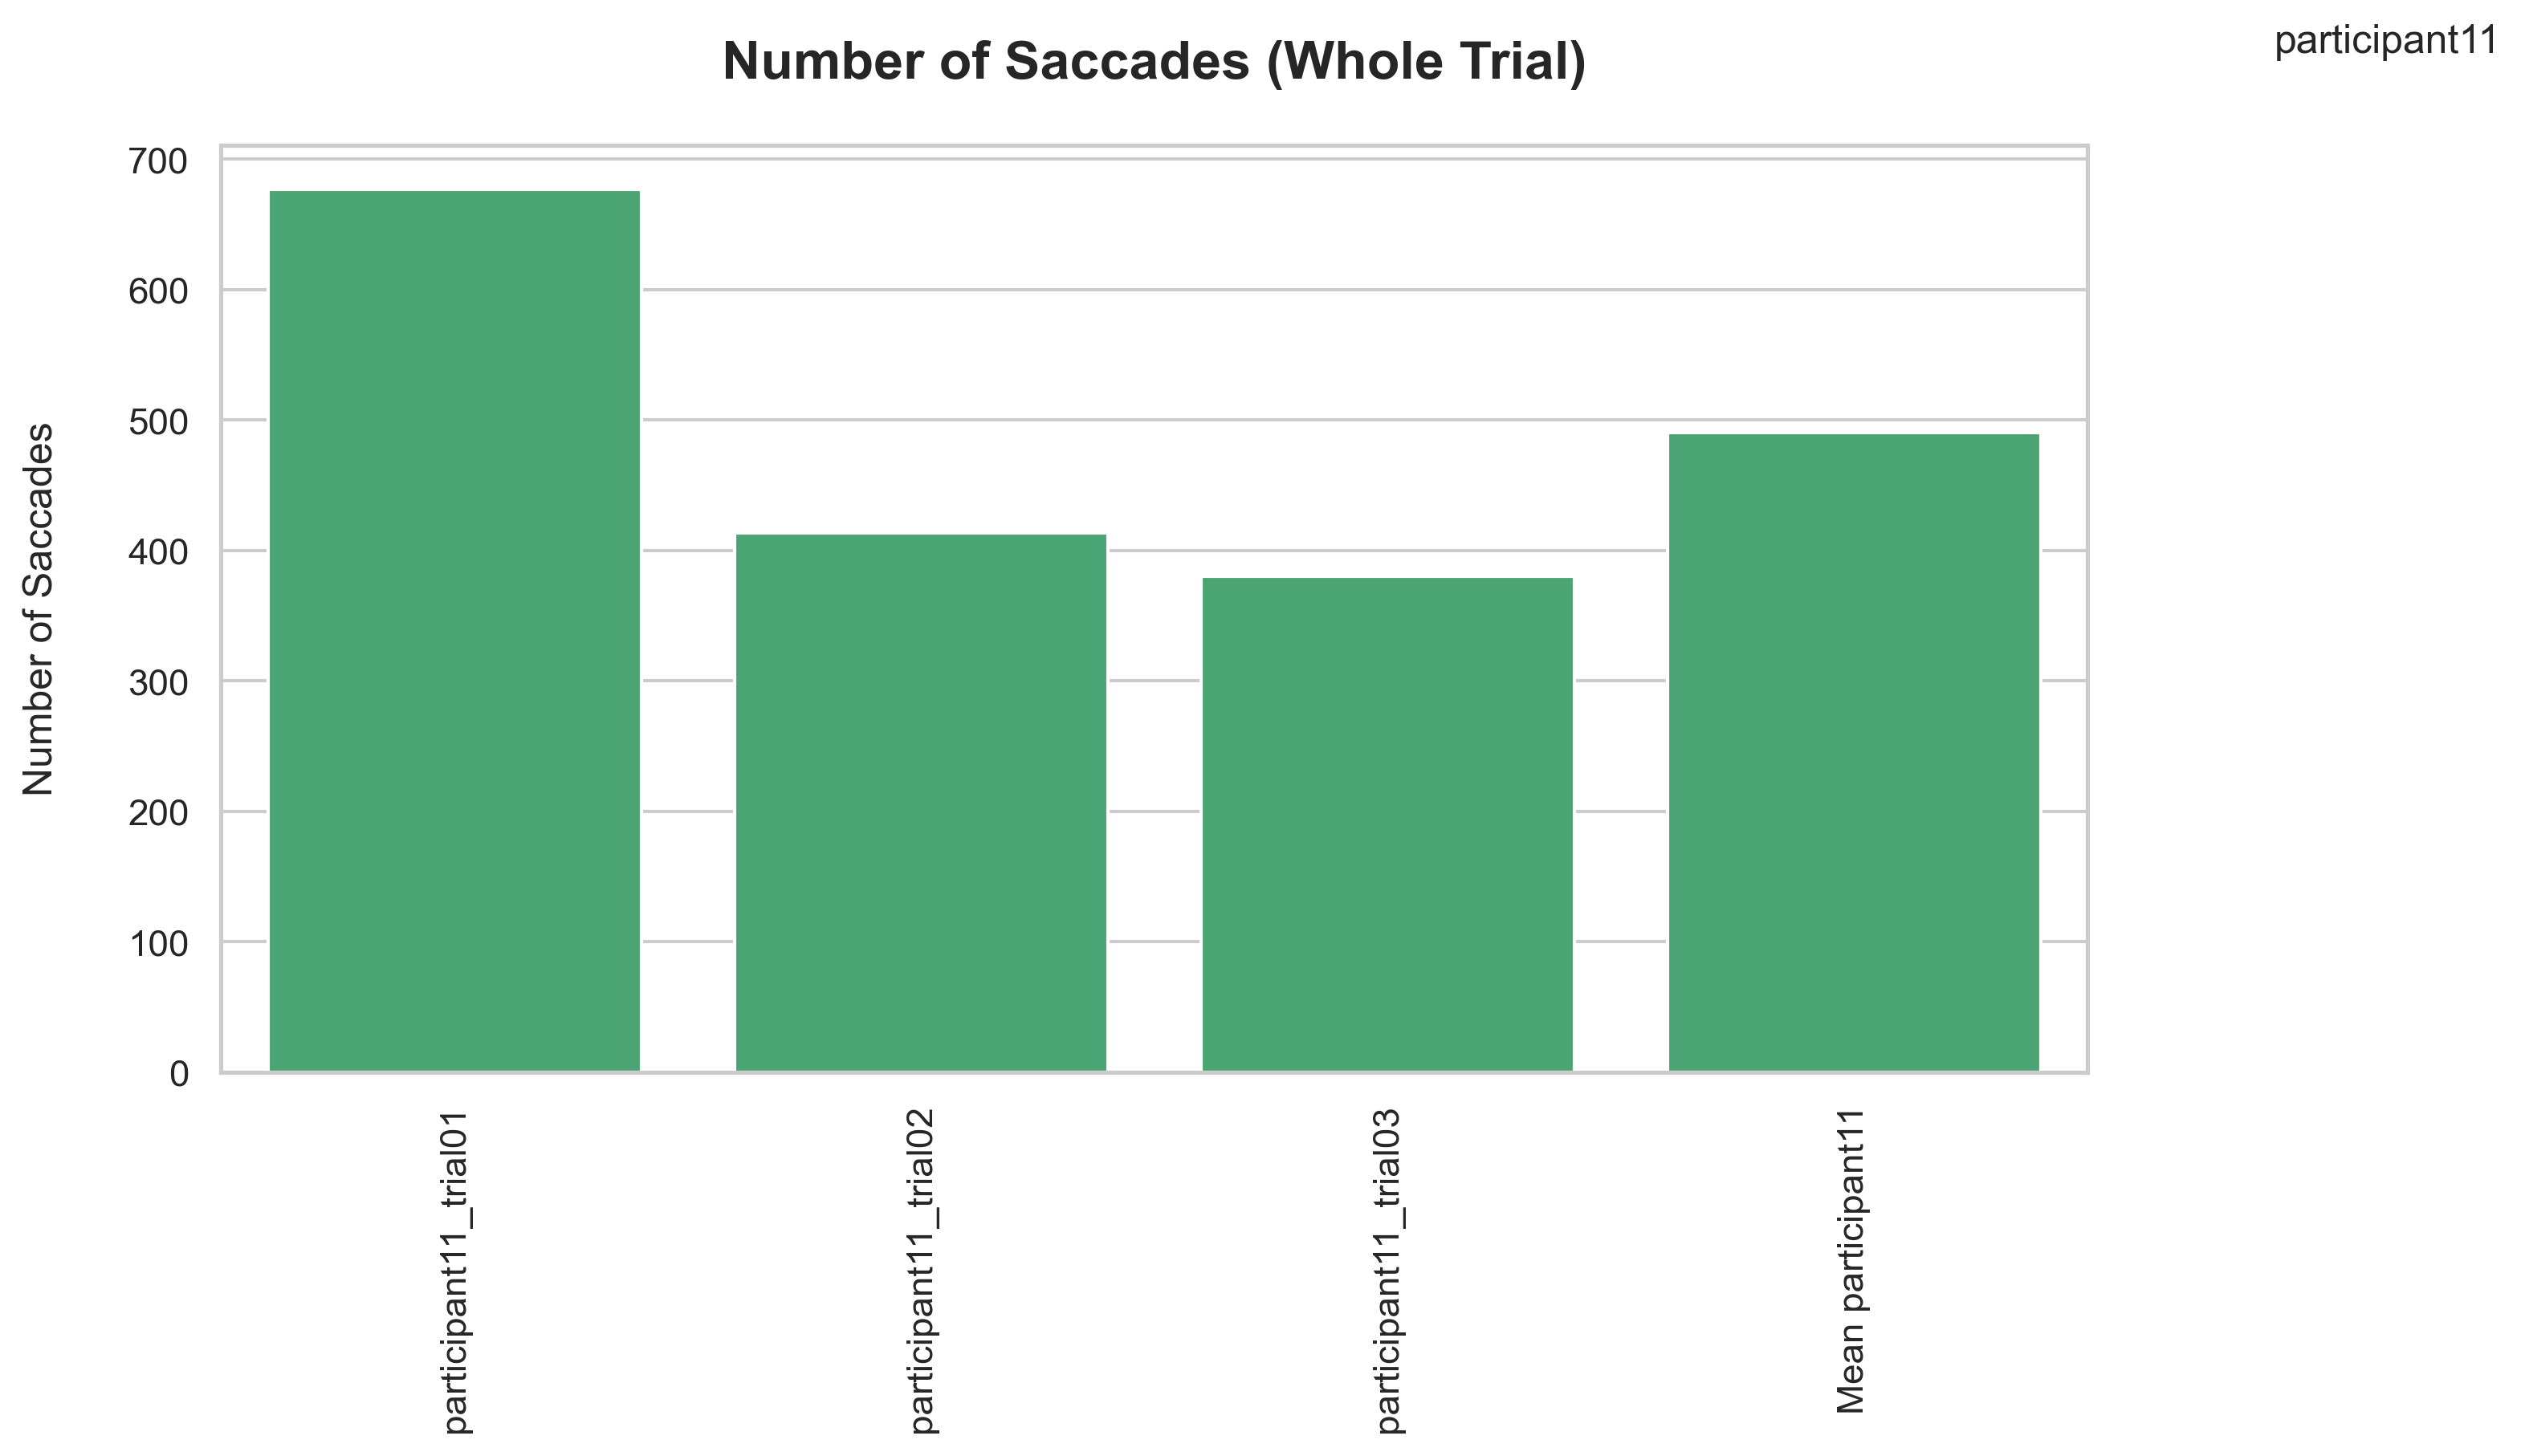 participant11
Number of Saccades (Whole Trial)
Number of Saccades
700
600
500
400
300
200
100
0
participant11_trial01
participant11_trial02
participant11_trial03
Mean participant11